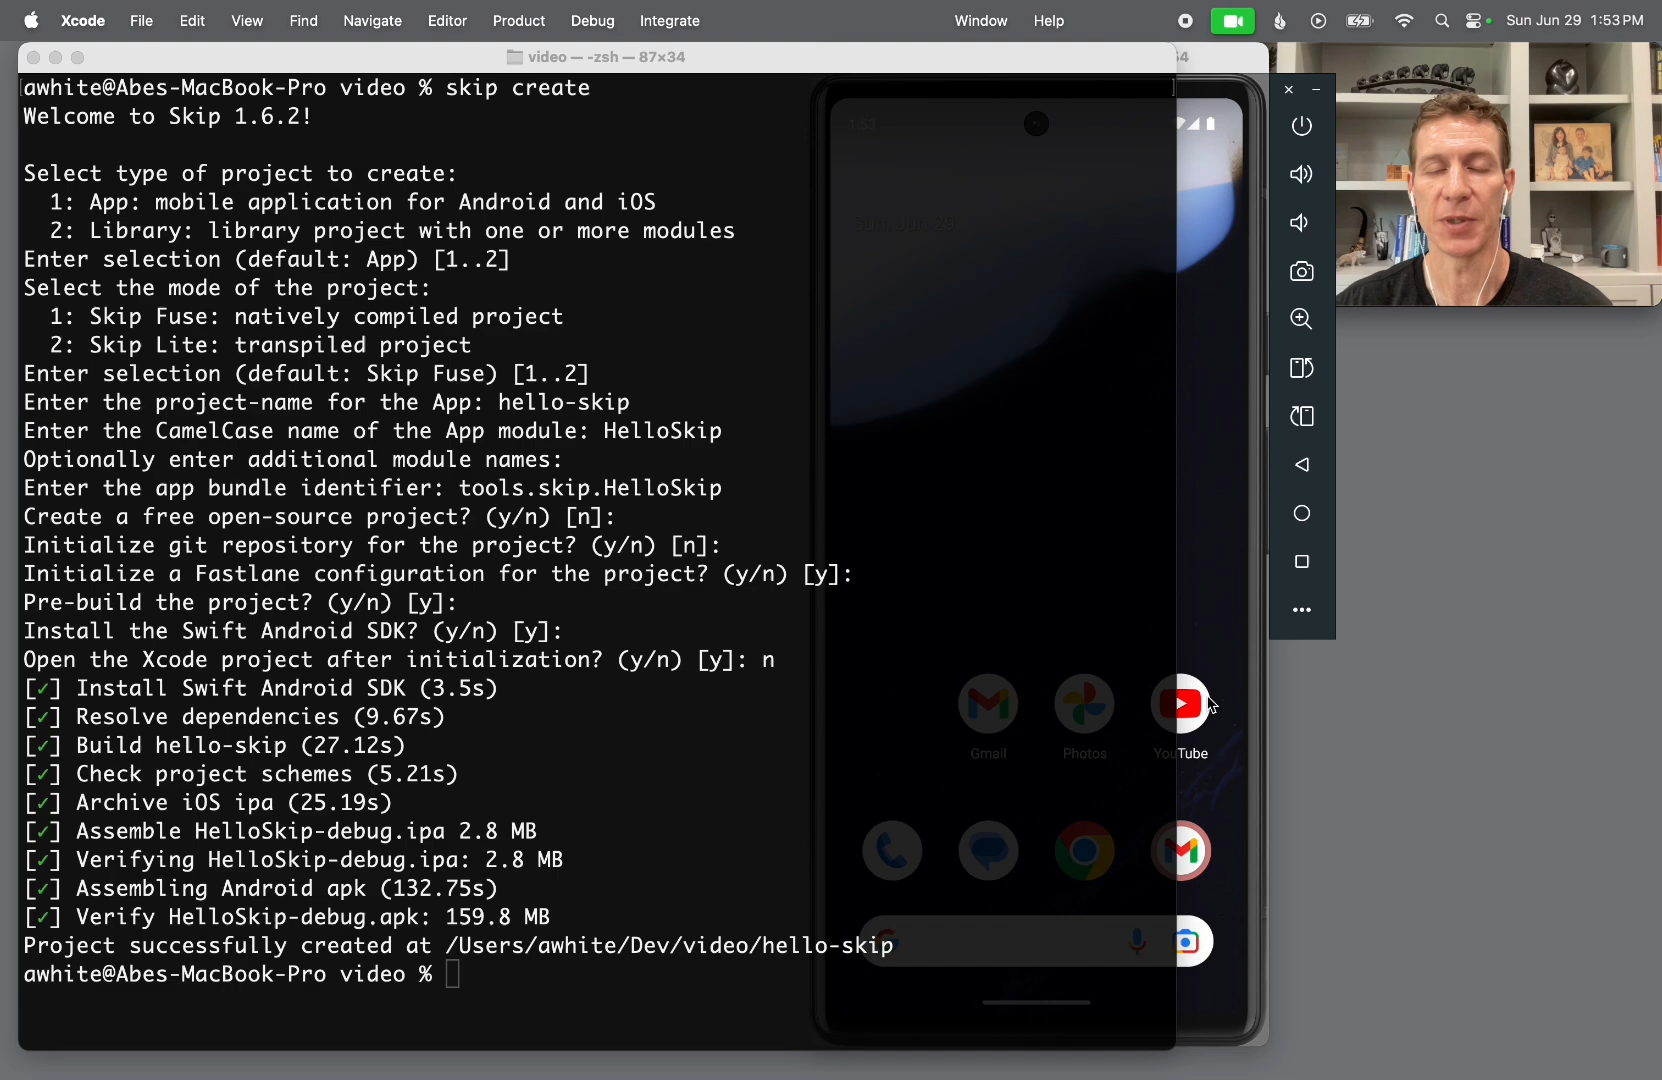 Xcode File Edit View Find Navigate Editor Product Debug Integrate Window Help Sun Jun 29 1:53 PM
video — -zsh — 87×34
awhite@Abes-MacBook-Pro video % skip create
Welcome to Skip 1.6.2!
Select type of project to create:
1: App: mobile application for Android and iOS
2: Library: library project with one or more modules
Enter selection (default: App) [1..2]
Select the mode of the project:
1: Skip Fuse: natively compiled project
2: Skip Lite: transpiled project
Enter selection (default: Skip Fuse) [1..2]
Enter the project-name for the App: hello-skip
Enter the CamelCase name of the App module: HelloSkip
Optionally enter additional module names:
Enter the app bundle identifier: tools.skip.HelloSkip
Create a free open-source project? (y/n) [n]:
Initialize git repository for the project? (y/n) [n]:
Initialize a Fastlane configuration for the project? (y/n) [y]:
Pre-build the project? (y/n) [y]:
Install the Swift Android SDK? (y/n) [y]:
Open the Xcode project after initialization? (y/n) [y]: n
[✓] Install Swift Android SDK (3.5s)
[✓] Resolve dependencies (9.67s)
[✓] Build hello-skip (27.12s)
[✓] Check project schemes (5.21s)
[✓] Archive iOS ipa (25.19s)
[✓] Assemble HelloSkip-debug.ipa 2.8 MB
[✓] Verifying HelloSkip-debug.ipa: 2.8 MB
[✓] Assembling Android apk (132.75s)
[✓] Verify HelloSkip-debug.apk: 159.8 MB
Project successfully created at /Users/awhite/Dev/video/hello-skip
awhite@Abes-MacBook-Pro video %
1:53
Sun, Jun 29
Gmail Photos YouTube